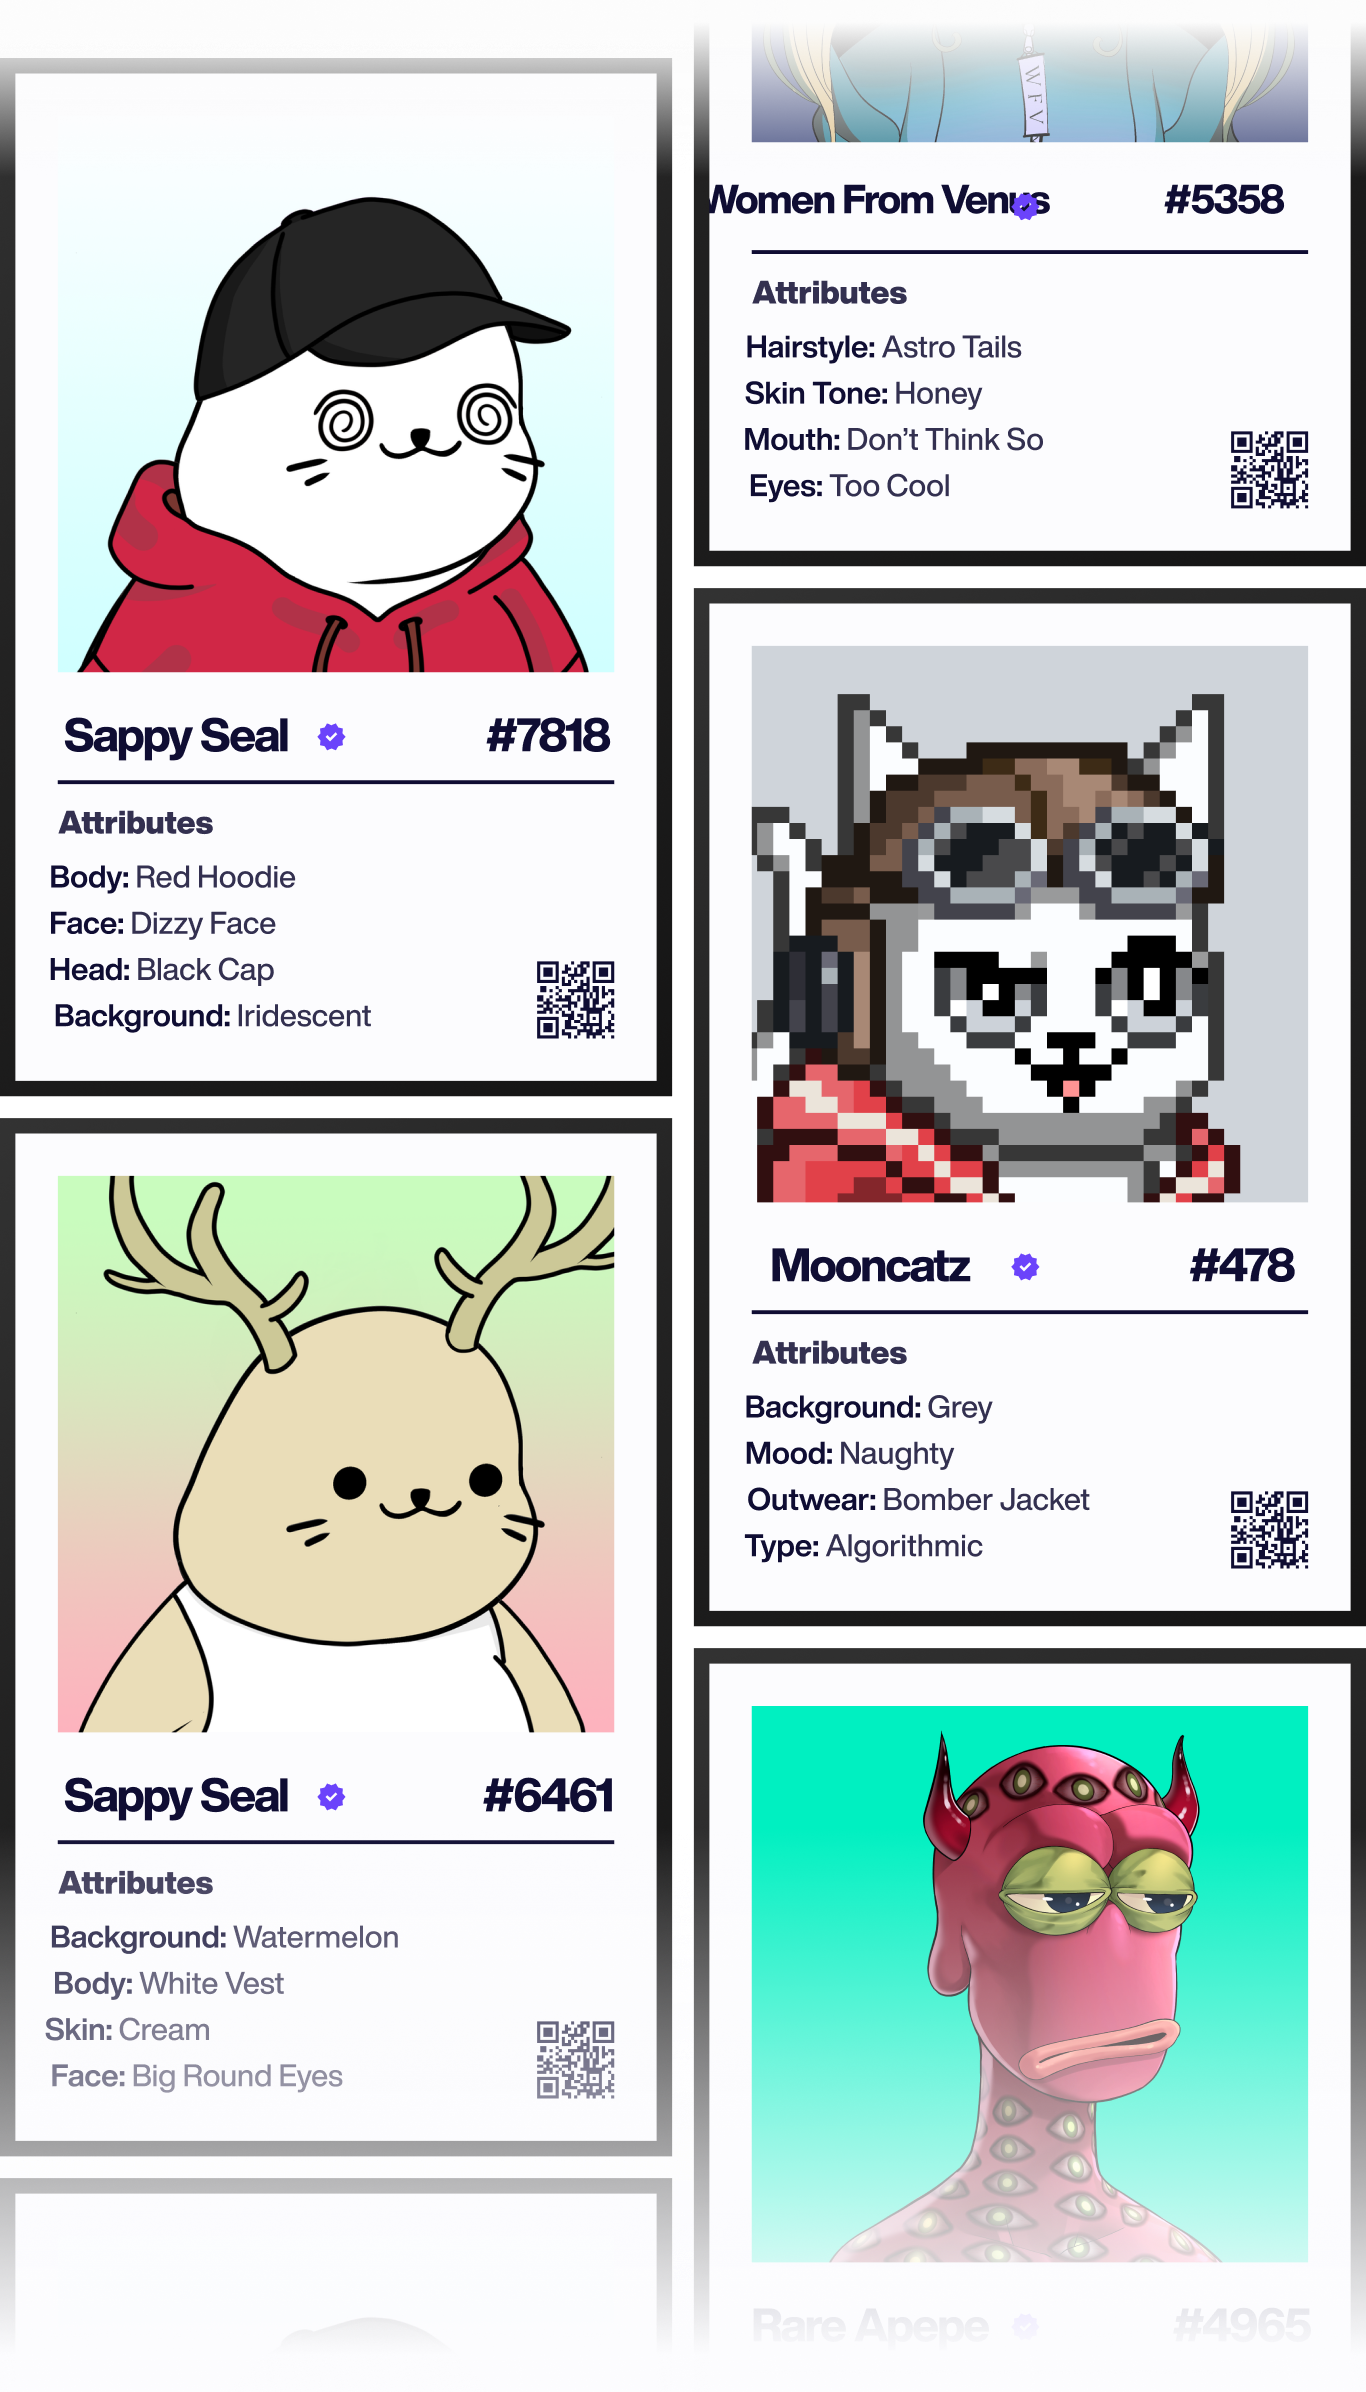 Sappy Seal #7818
Attributes
Body: Red Hoodie
Face: Dizzy Face
Head: Black Cap
Background: Iridescent
Sappy Seal #6461
Attributes
Background: Watermelon
Body: White Vest
Skin: Cream
Face: Big Round Eyes
WFV
Women From Venus #5358
Attributes
Hairstyle: Astro Tails
Skin Tone: Honey
Mouth: Don’t Think So
Eyes: Too Cool
Mooncatz #478
Attributes
Background: Grey
Mood: Naughty
Outwear: Bomber Jacket
Type: Algorithmic
Rare Apepe #4965